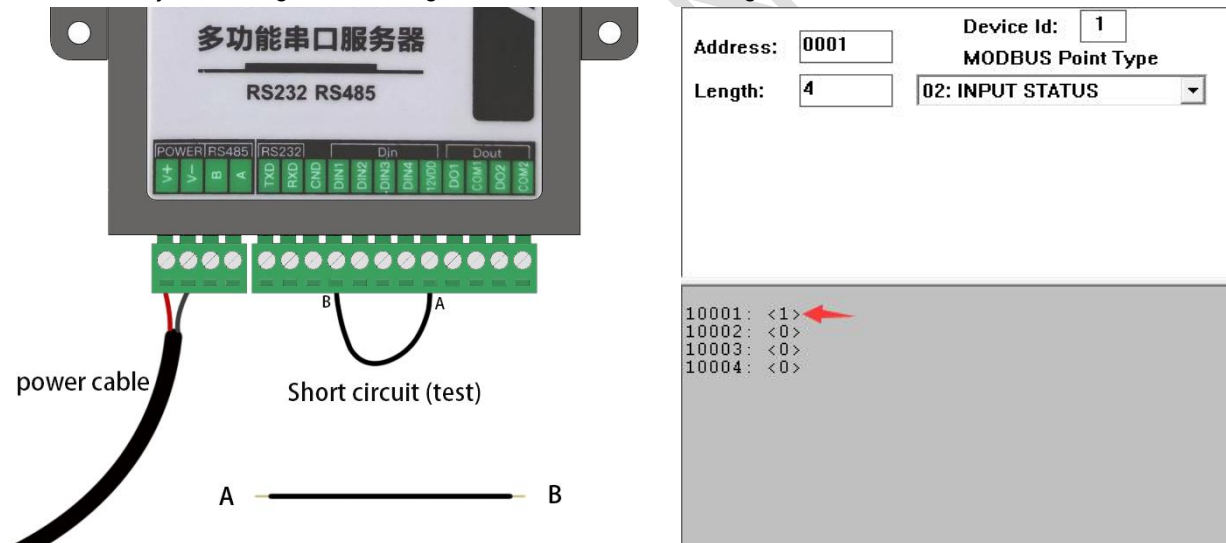 多功能串口服务器
RS232 RS485
POWER RS485 RS232 Din Dout
V+ V- B A TXD RXD CND DIN1 DIN2 DIN3 DIN4 12VDD DO1 COM1 DO2 COM2
B A
power cable
Short circuit (test)
A B
Device Id: 1
Address: 0001
MODBUS Point Type
Length: 4
02: INPUT STATUS
10001: <1>
10002: <0>
10003: <0>
10004: <0>